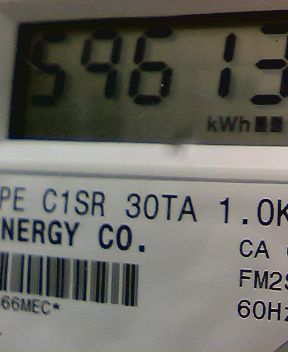 59613
kWh
PE C1SR 30TA 1.0K
NERGY CO.
CA
FM2S
66MEC*
60Hz